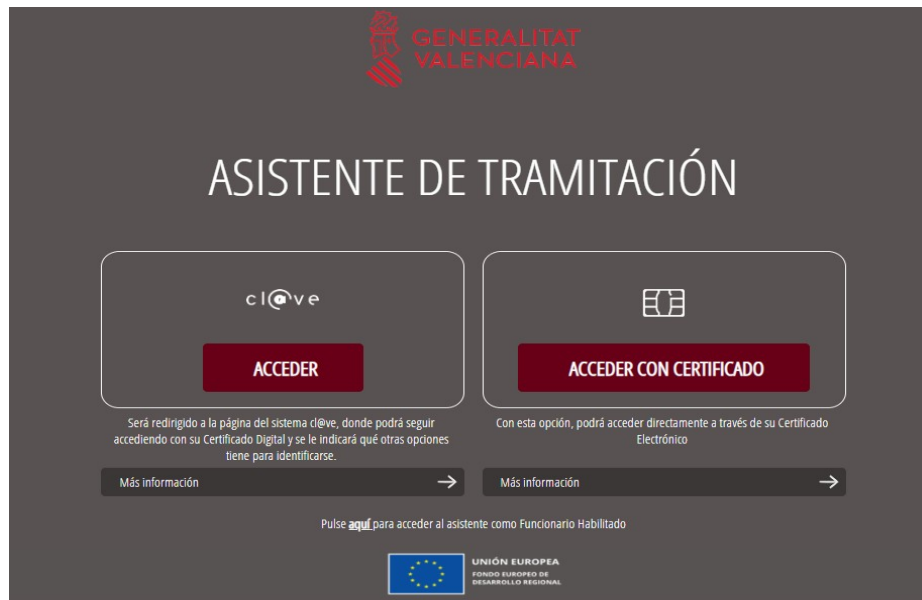 GENERALITAT
VALENCIANA
ASISTENTE DE TRAMITACIÓN
cl@ve
ACCEDER
Será redirigido a la página del sistema cl@ve, donde podrá seguir
accediendo con su Certificado Digital y se le indicará qué otras opciones
tiene para identificarse.
Más información
ACCEDER CON CERTIFICADO
Con esta opción, podrá acceder directamente a través de su Certificado
Electrónico
Más información
Pulse aquí para acceder al asistente como Funcionario Habilitado
UNIÓN EUROPEA
FONDO EUROPEO DE
DESARROLLO REGIONAL